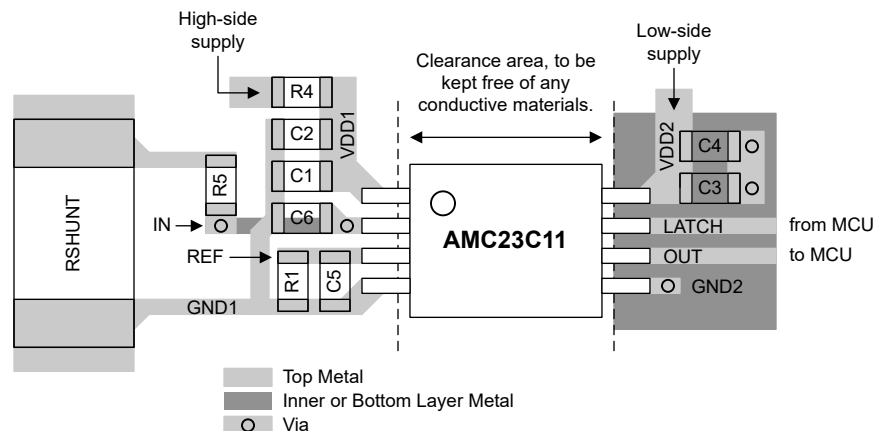 High-side
supply
R4
C2
VDD1
C1
R5
C6
IN
REF
R1
C5
RSHUNT
GND1
Clearance area, to be
kept free of any
conductive materials.
AMC23C11
Low-side
supply
VDD2
C4
C3
LATCH
from MCU
OUT
to MCU
GND2
Top Metal
Inner or Bottom Layer Metal
Via